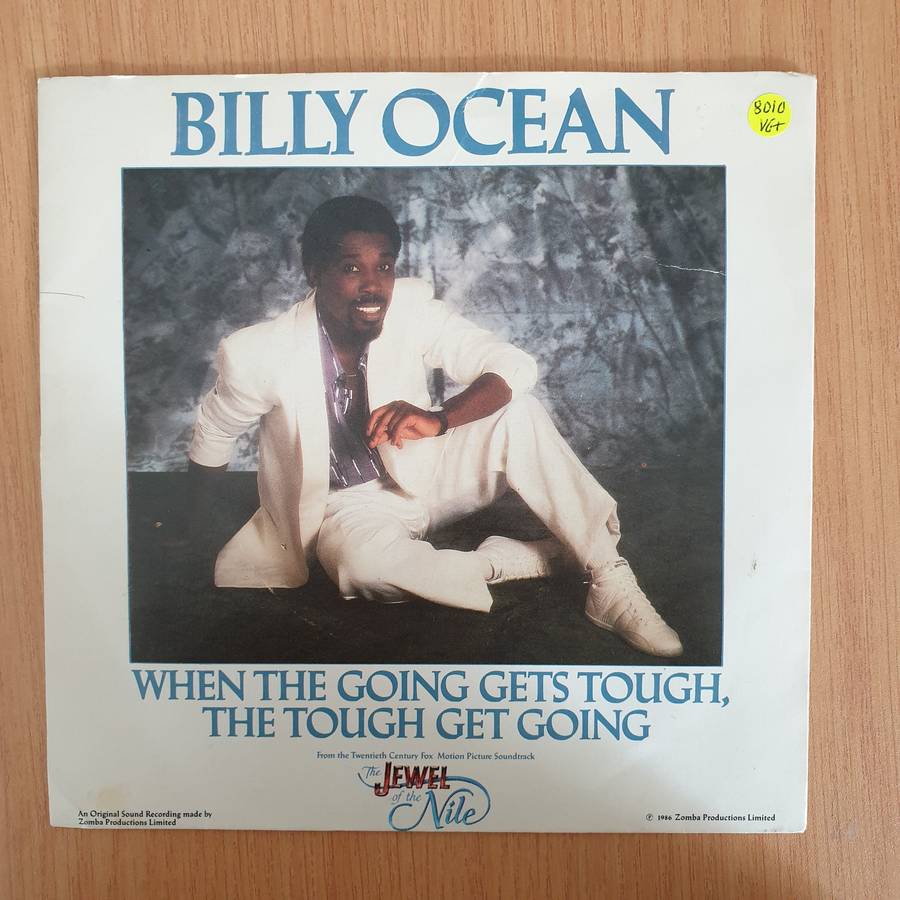 BILLY OCEAN
8010
VG+
WHEN THE GOING GETS TOUGH,
THE TOUGH GET GOING
From the Twentieth Century Fox Motion Picture Soundtrack
The JEWEL
of the
Nile
An Original Sound Recording made by
Zomba Productions Limited
℗ 1986 Zomba Productions Limited